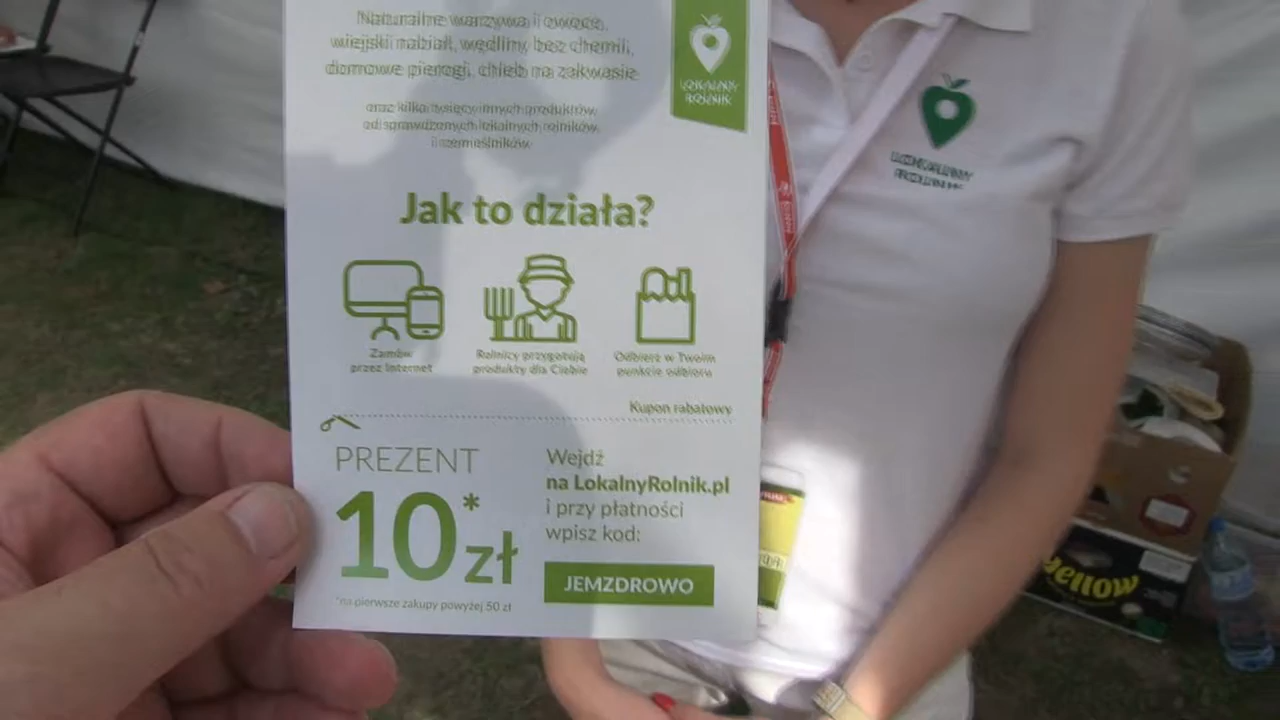 Naturalne warzywa i owoce,
wiejski nabiał, wędliny bez chemii,
domowe pierogi, chleb na zakwasie
oraz kilka tysięcy innych produktów,
od sprawdzonych lokalnych rolników
i rzemieślników
LOKALNY
ROLNIK
Jak to działa?
Zamów
przez Internet
Rolnicy przygotują
produkty dla Ciebie
Odbierz w Twoim
punkcie odbioru
Kupon rabatowy
PREZENT
10* zł
*na pierwsze zakupy powyżej 50 zł
Wejdź
na LokalnyRolnik.pl
i przy płatności
wpisz kod:
JEMZDROWO
LOKALNY
ROLNIK
yellow